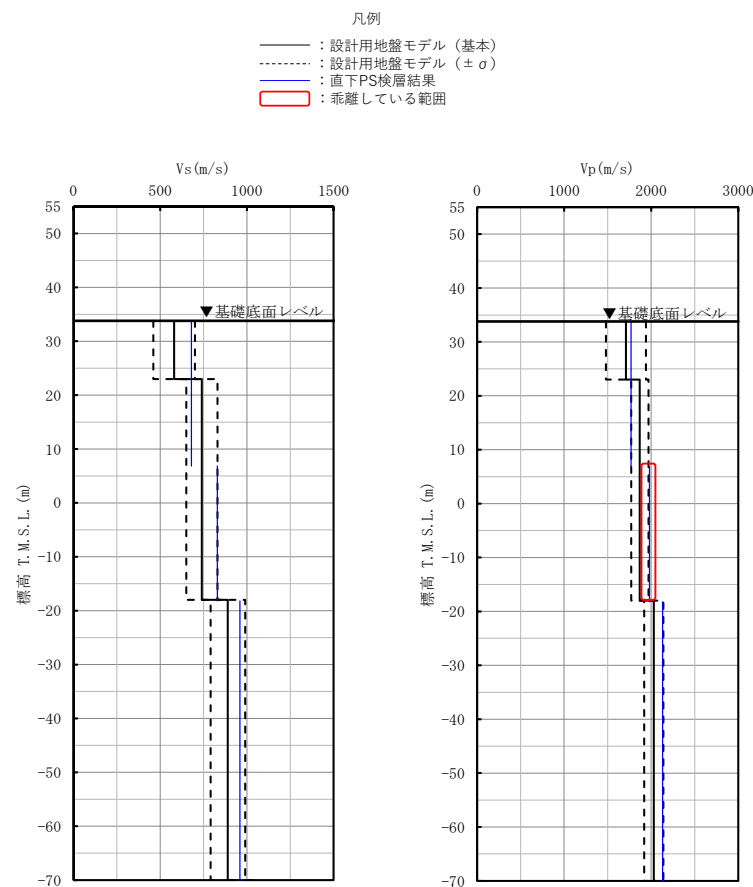 凡例
：設計用地盤モデル（基本）
：設計用地盤モデル（±σ）
：直下PS検層結果
：乖離している範囲
Vs(m/s)
0 500 1000 1500
55
50
40
▼基礎底面レベル
30
20
10
0
-10
-20
-30
-40
-50
-60
-70
標高 T.M.S.L.(m)
Vp(m/s)
0 1000 2000 3000
55
50
40
▼基礎底面レベル
30
20
10
0
-10
-20
-30
-40
-50
-60
-70
標高 T.M.S.L.(m)